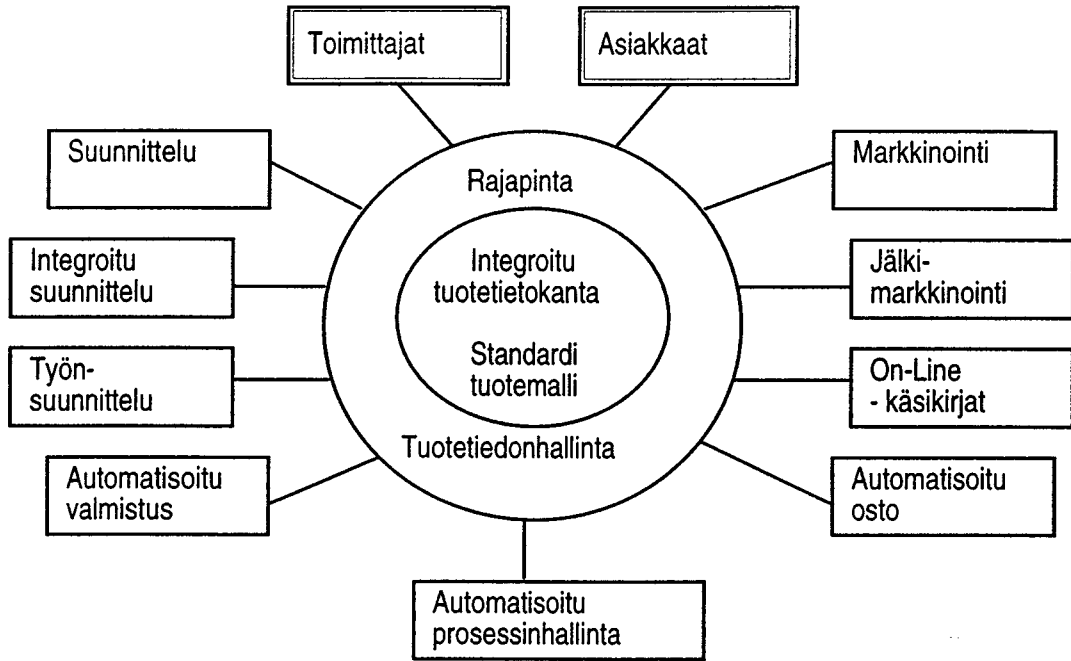 Toimittajat
Asiakkaat
Suunnittelu
Markkinointi
Rajapinta
Integroitu
suunnittelu
Integroitu
tuotetietokanta
Jälki-
markkinointi
Työn-
suunnittelu
Standardi
tuotemalli
On-Line
- käsikirjat
Tuotetiedonhallinta
Automatisoitu
valmistus
Automatisoitu
osto
Automatisoitu
prosessinhallinta